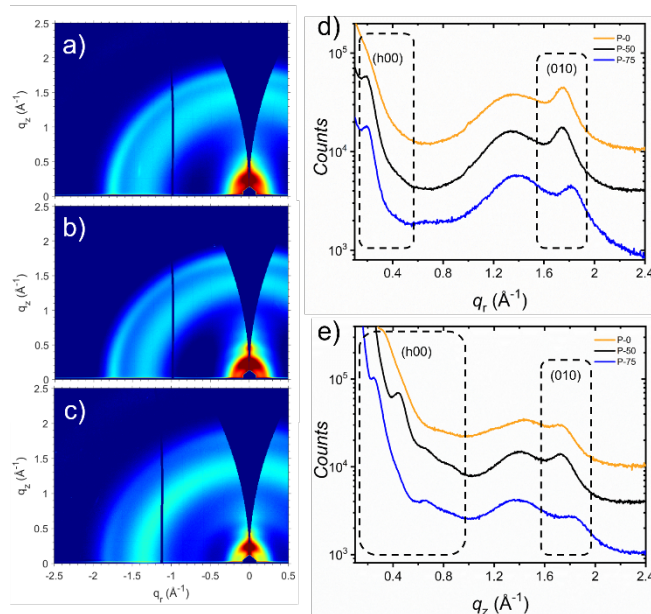 a)
2.5
2
1.5
1
0.5
0
q_z (Å⁻¹)
b)
2.5
2
1.5
1
0.5
0
q_z (Å⁻¹)
c)
2.5
2
1.5
1
0.5
0
q_z (Å⁻¹)
-2 -1.5 -1 -0.5 0 0.5
q_r (Å⁻¹)
d)
(h00)
(010)
P-0
P-50
P-75
10⁵
10⁴
10³
Counts
0.4 0.8 1.2 1.6 2.0 2.4
q_r (Å⁻¹)
e)
(h00)
(010)
P-0
P-50
P-75
10⁵
10⁴
10³
Counts
0.4 0.8 1.2 1.6 2.0 2.4
q_z (Å⁻¹)